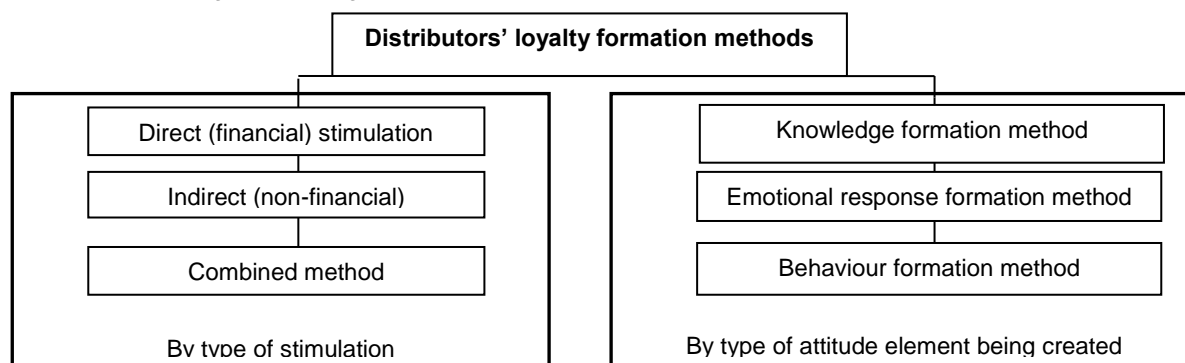 Distributors’ loyalty formation methods
Direct (financial) stimulation
Indirect (non-financial)
Combined method
By type of stimulation
Knowledge formation method
Emotional response formation method
Behaviour formation method
By type of attitude element being created